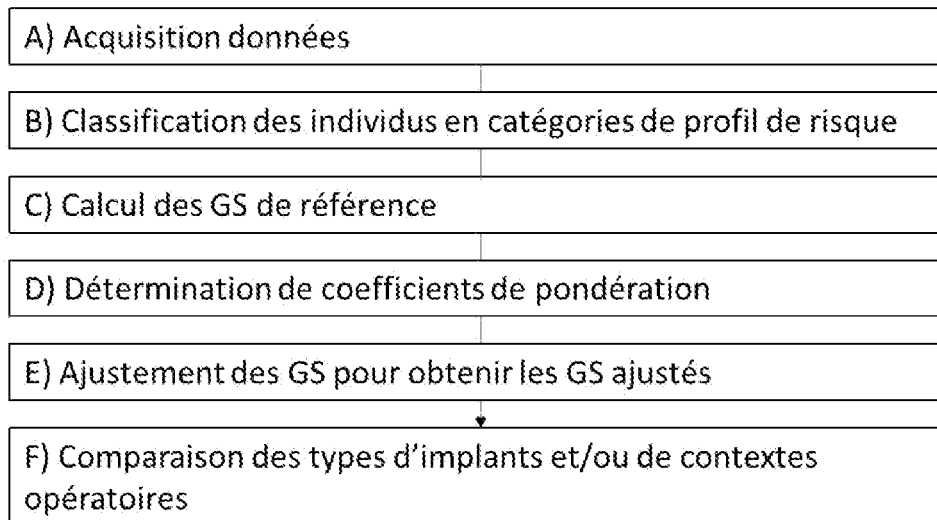 A) Acquisition données
B) Classification des individus en catégories de profil de risque
C) Calcul des GS de référence
D) Détermination de coefficients de pondération
E) Ajustement des GS pour obtenir les GS ajustés
F) Comparaison des types d’implants et/ou de contextes
opératoires